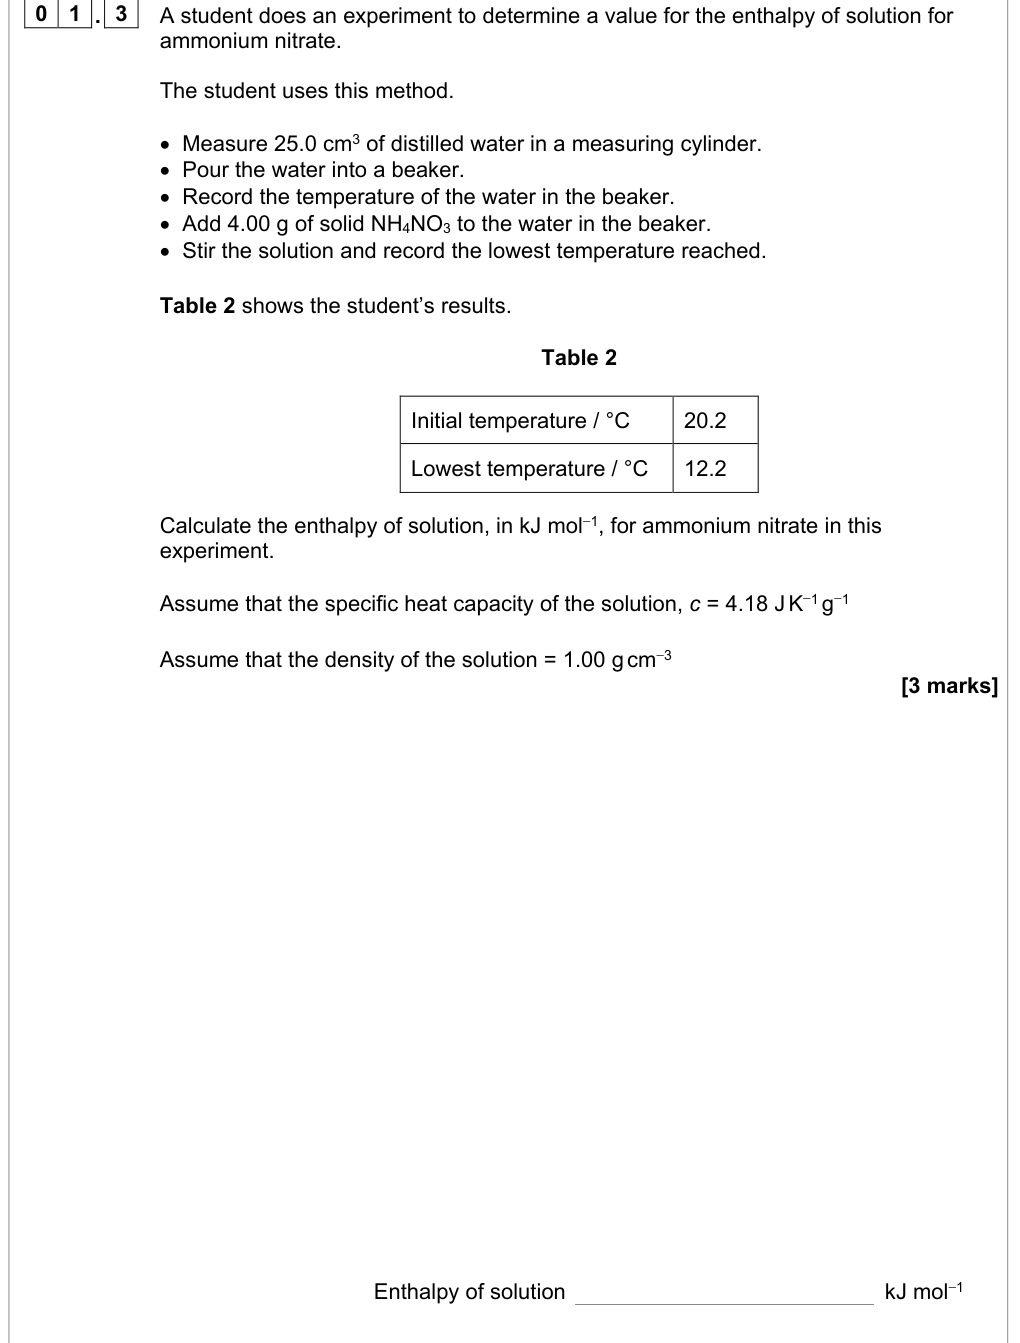 0 1 . 3 A student does an experiment to determine a value for the enthalpy of solution for
ammonium nitrate.
The student uses this method.
• Measure 25.0 cm³ of distilled water in a measuring cylinder.
• Pour the water into a beaker.
• Record the temperature of the water in the beaker.
• Add 4.00 g of solid NH₄NO₃ to the water in the beaker.
• Stir the solution and record the lowest temperature reached.
Table 2 shows the student’s results.
Table 2
Initial temperature / °C 20.2
Lowest temperature / °C 12.2
Calculate the enthalpy of solution, in kJ mol⁻¹, for ammonium nitrate in this
experiment.
Assume that the specific heat capacity of the solution, c = 4.18 J K⁻¹ g⁻¹
Assume that the density of the solution = 1.00 g cm⁻³
[3 marks]
Enthalpy of solution kJ mol⁻¹